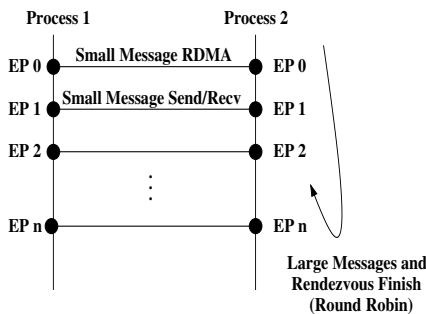 Process 1 Process 2
Small Message RDMA
EP 0 EP 0
Small Message Send/Recv
EP 1 EP 1
EP 2 EP 2
EP n EP n
Large Messages and
Rendezvous Finish
(Round Robin)